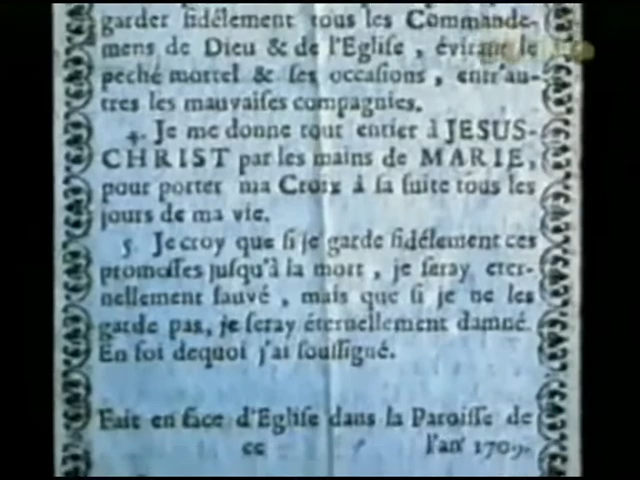 garder fidélement tous les Commande-
mens de Dieu & de l'Eglise, évitant le
peché mortel & ses occasions, entr'au-
tres les mauvaises compagnies.
4. Je me donne tout entier à JESUS-
CHRIST par les mains de MARIE,
pour porter ma Croix à sa suite tous les
jours de ma vie.
5. Je croy que si je garde fidélement ces
promesses jusqu'à la mort, je seray éter-
nellement sauvé, mais que si je ne les
garde pas, je seray éternellement damné.
En foi dequoi j'ai soussigné.
Fait en face d'Eglise dans la Paroisse de
ce l'an 1709.